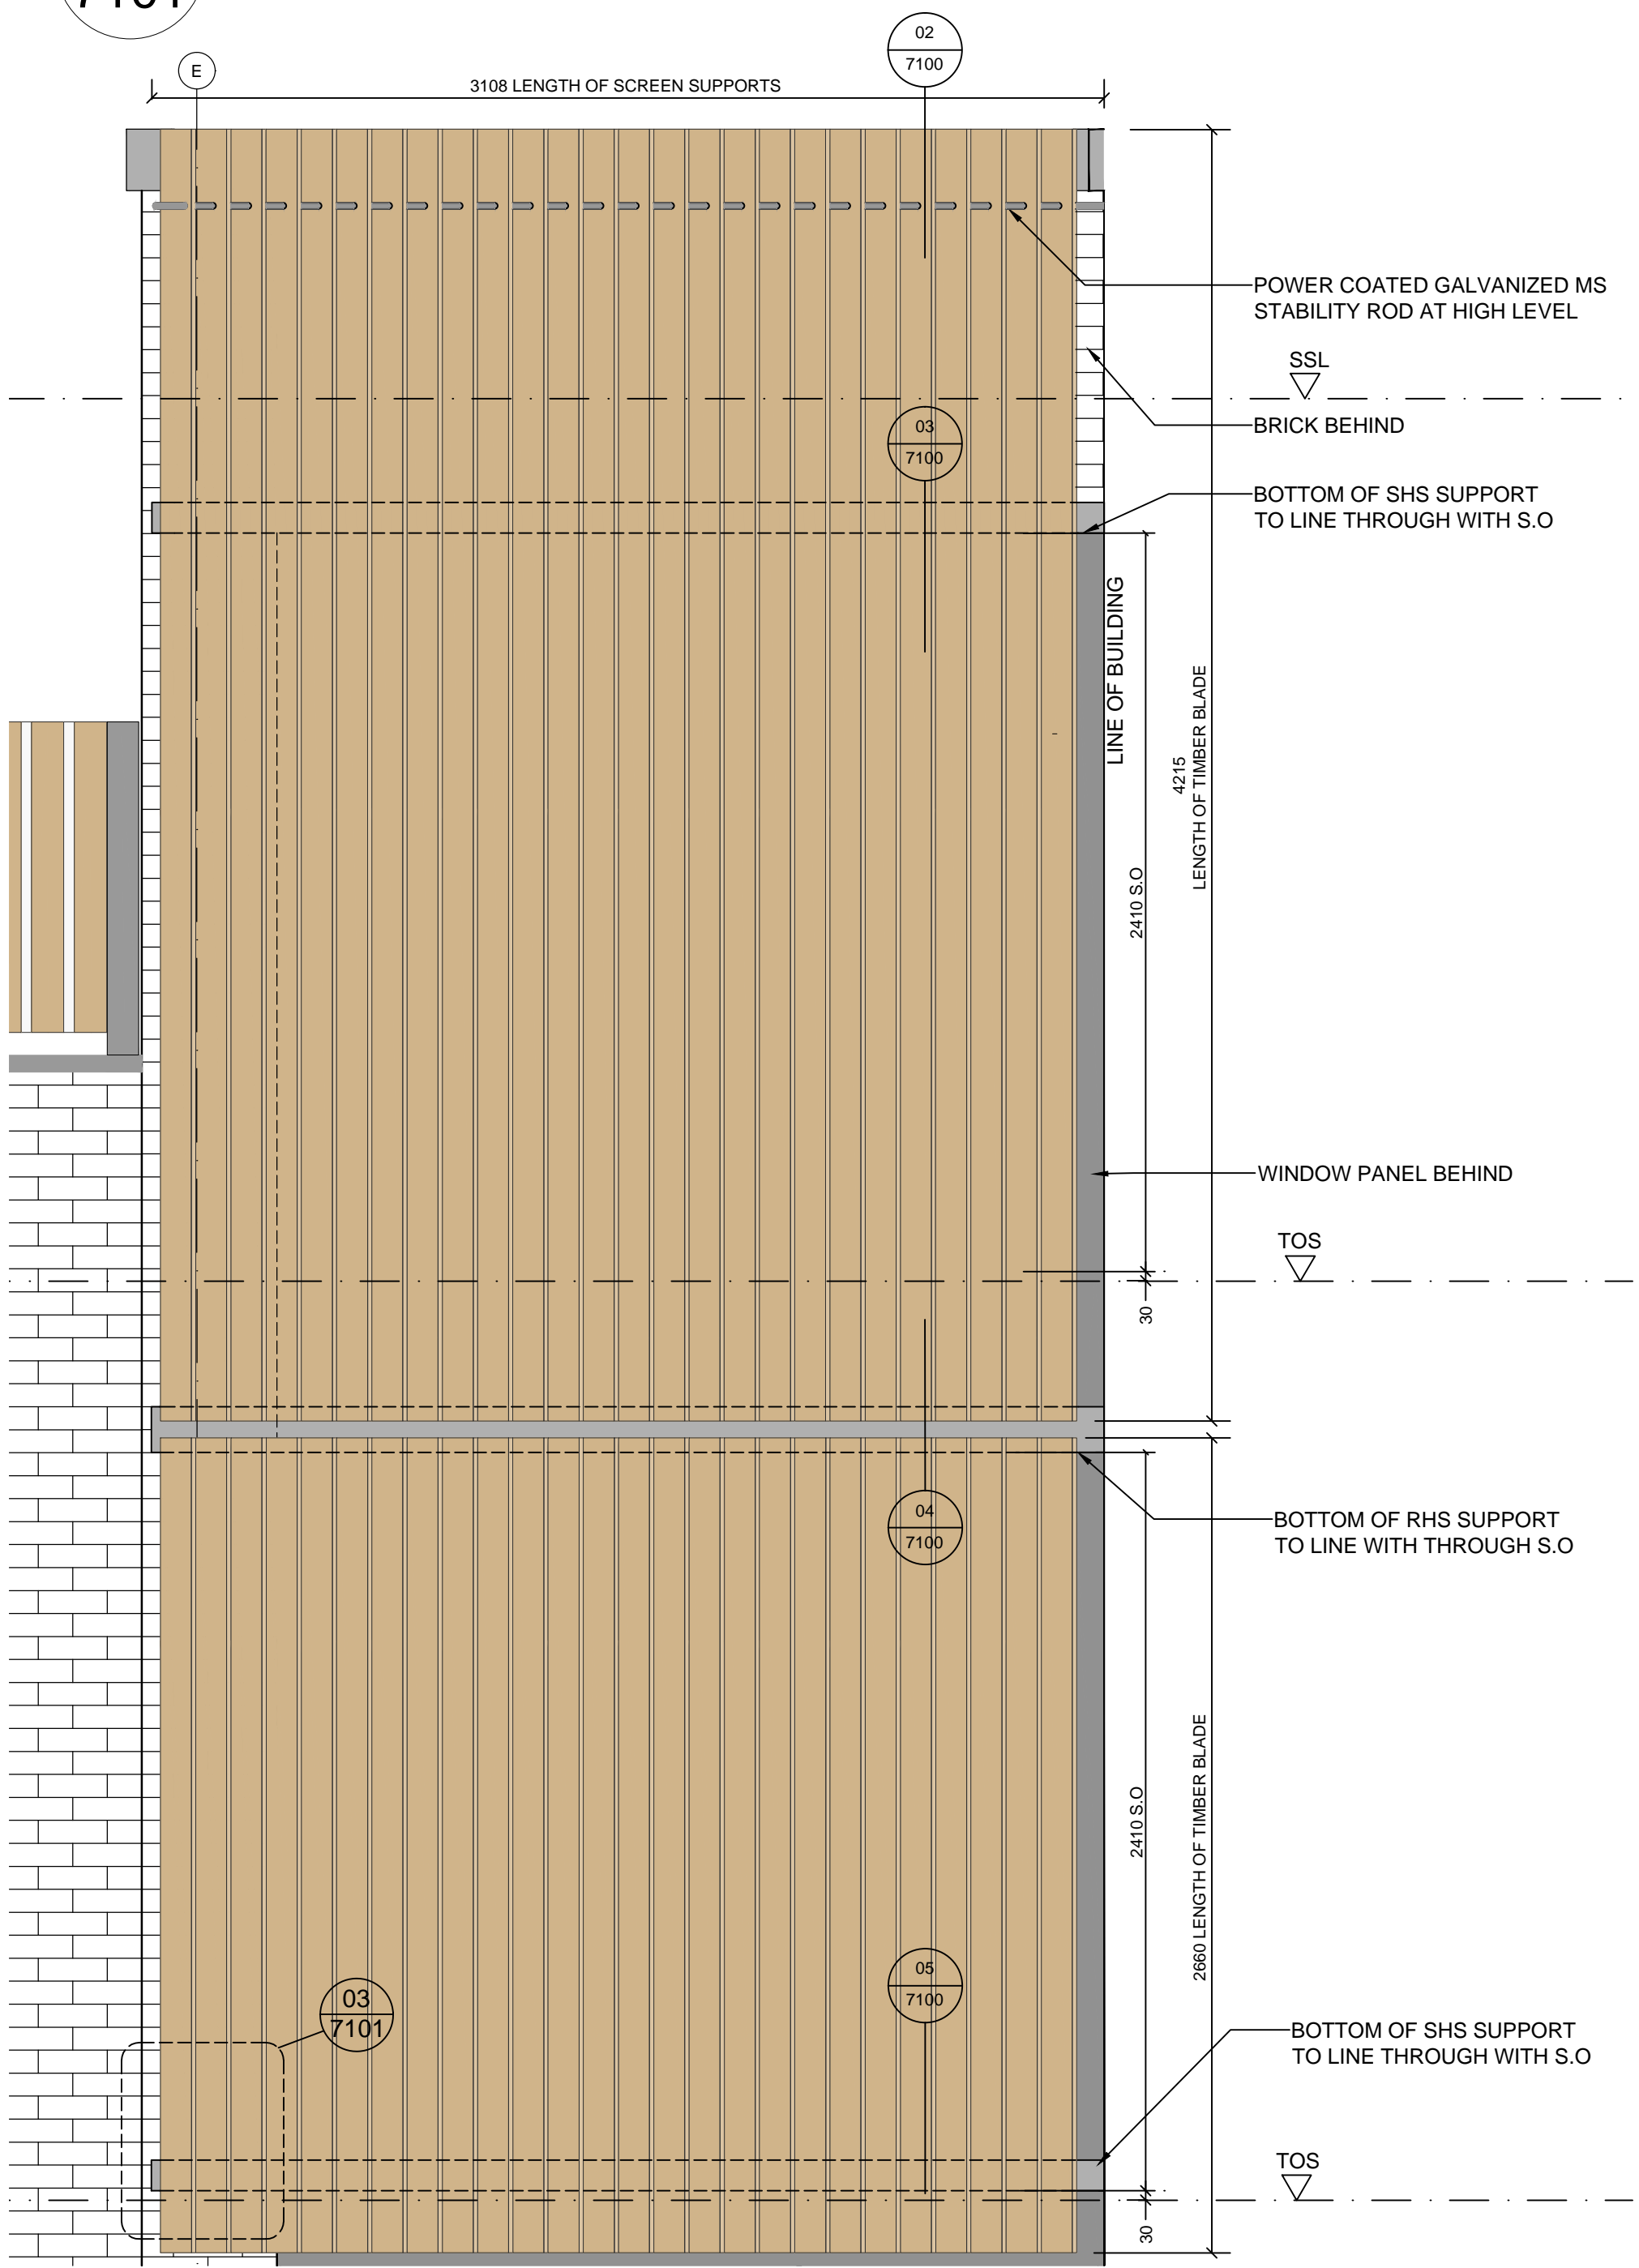 02
7100
E
3108 LENGTH OF SCREEN SUPPORTS
POWER COATED GALVANIZED MS
STABILITY ROD AT HIGH LEVEL
SSL
BRICK BEHIND
03
7100
BOTTOM OF SHS SUPPORT
TO LINE THROUGH WITH S.O
LINE OF BUILDING
4215
LENGTH OF TIMBER BLADE
2410 S.O
WINDOW PANEL BEHIND
TOS
30
04
7100
BOTTOM OF RHS SUPPORT
TO LINE WITH THROUGH S.O
2410 S.O
2660 LENGTH OF TIMBER BLADE
05
7100
03
7101
BOTTOM OF SHS SUPPORT
TO LINE THROUGH WITH S.O
TOS
30